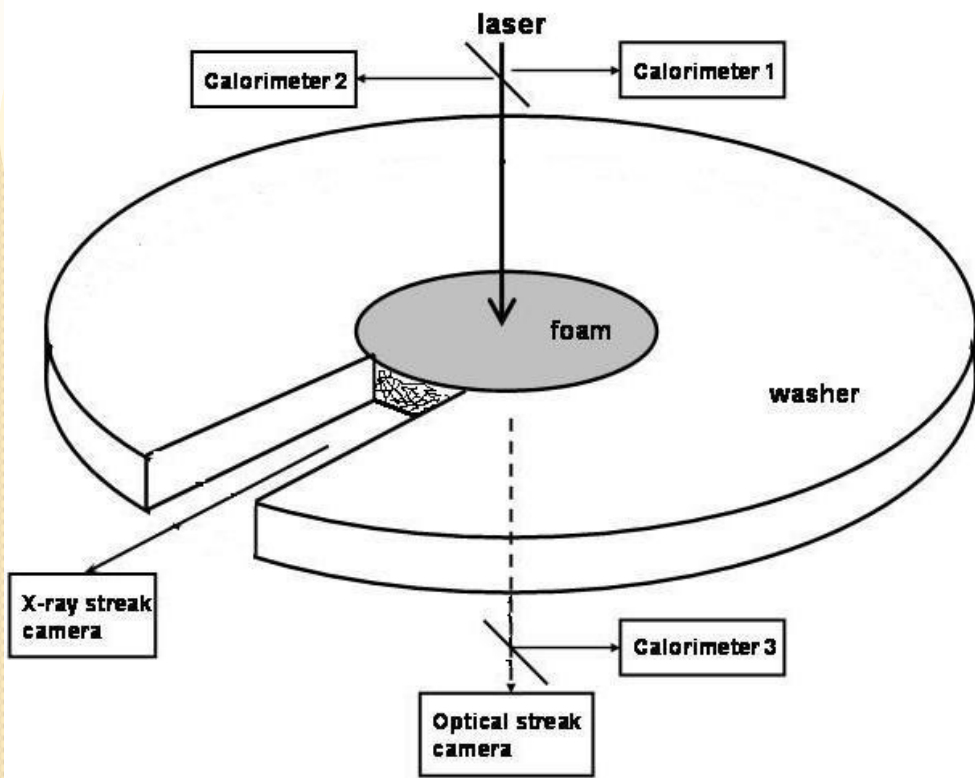 laser
Calorimeter 2
Calorimeter 1
foam
washer
X-ray streak
camera
Calorimeter 3
Optical streak
camera